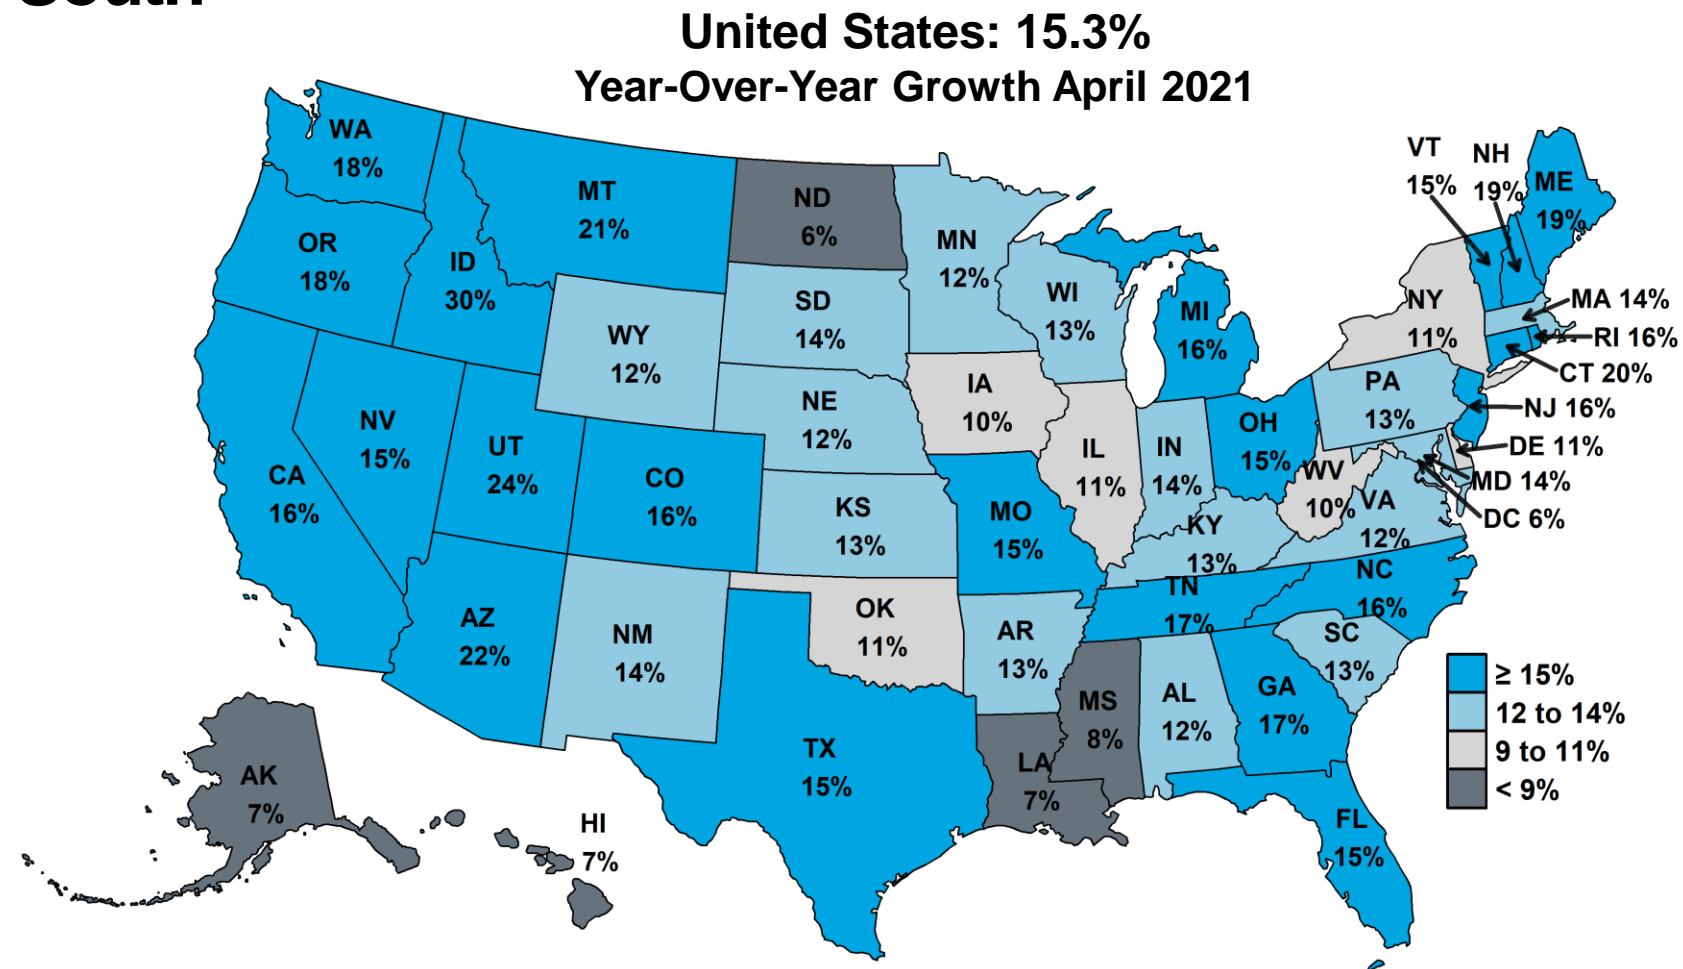 South
United States: 15.3%
Year-Over-Year Growth April 2021
WA
18%
OR
18%
CA
16%
ID
30%
NV
15%
MT
21%
WY
12%
UT
24%
CO
16%
AZ
22%
NM
14%
ND
6%
SD
14%
NE
12%
KS
13%
OK
11%
TX
15%
MN
12%
IA
10%
MO
15%
AR
13%
LA
7%
WI
13%
IL
11%
MI
16%
IN
14%
OH
15%
KY
13%
TN
17%
MS
8%
AL
12%
GA
17%
FL
15%
SC
13%
NC
16%
VA
12%
WV
10%
PA
13%
NY
11%
VT
15%
NH
19%
ME
19%
MA 14%
RI 16%
CT 20%
NJ 16%
DE 11%
MD 14%
DC 6%
AK
7%
HI
7%
≥ 15%
12 to 14%
9 to 11%
< 9%